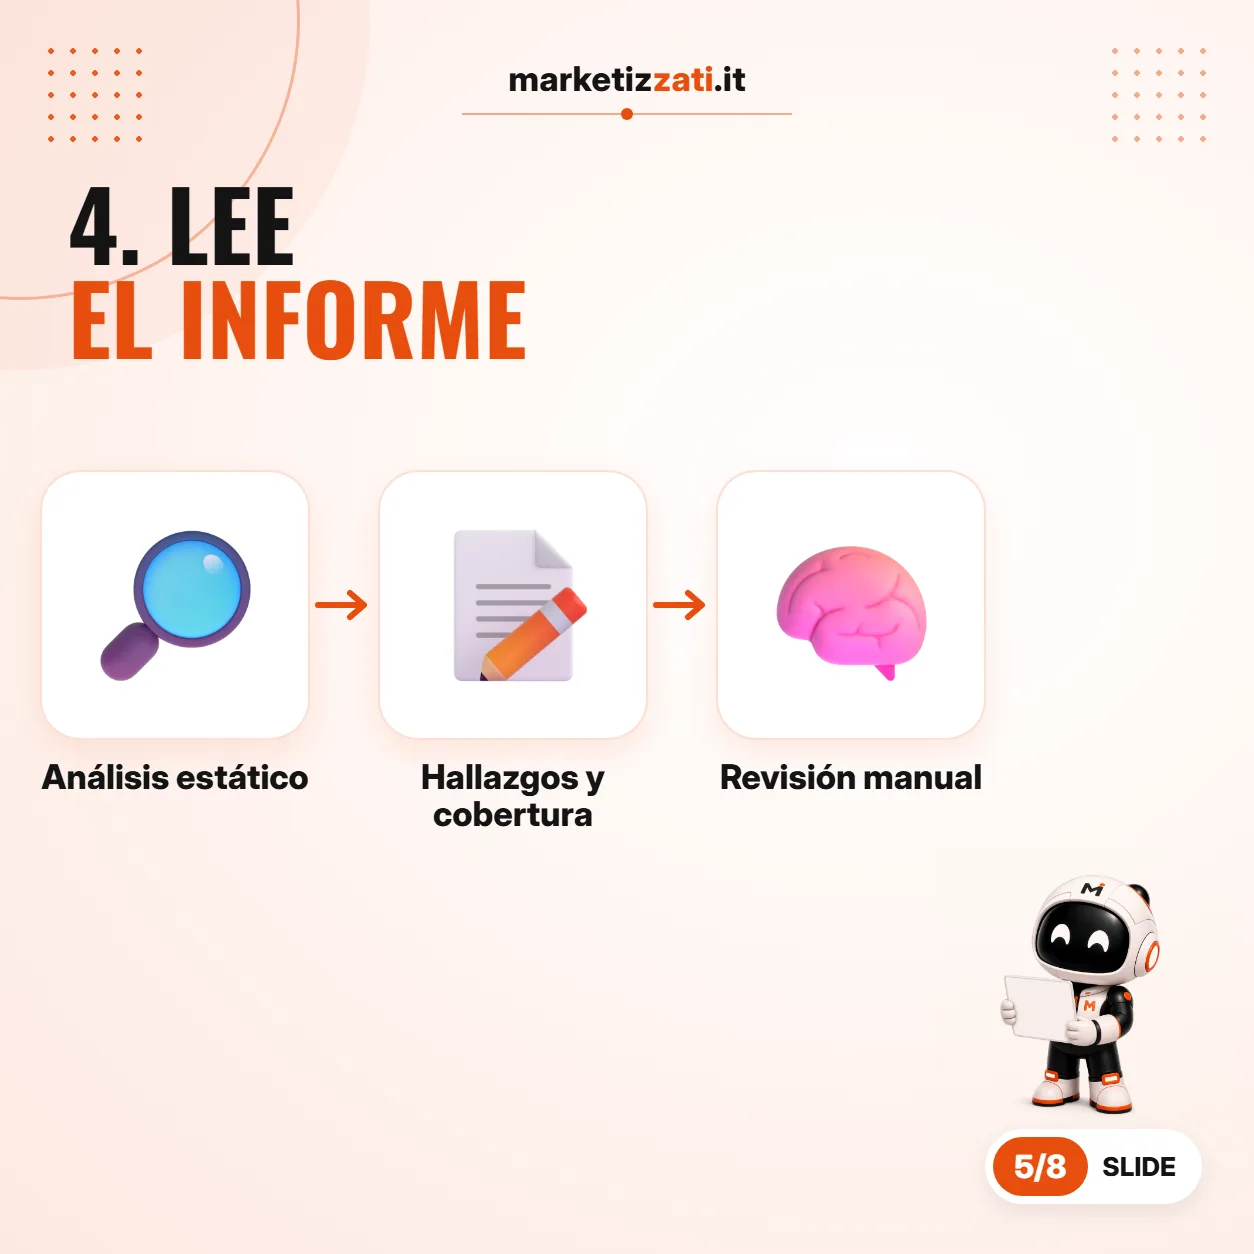 marketizzati.it
4. LEE
EL INFORME
Análisis estático
Hallazgos y
cobertura
Revisión manual
M
M
5/8 SLIDE